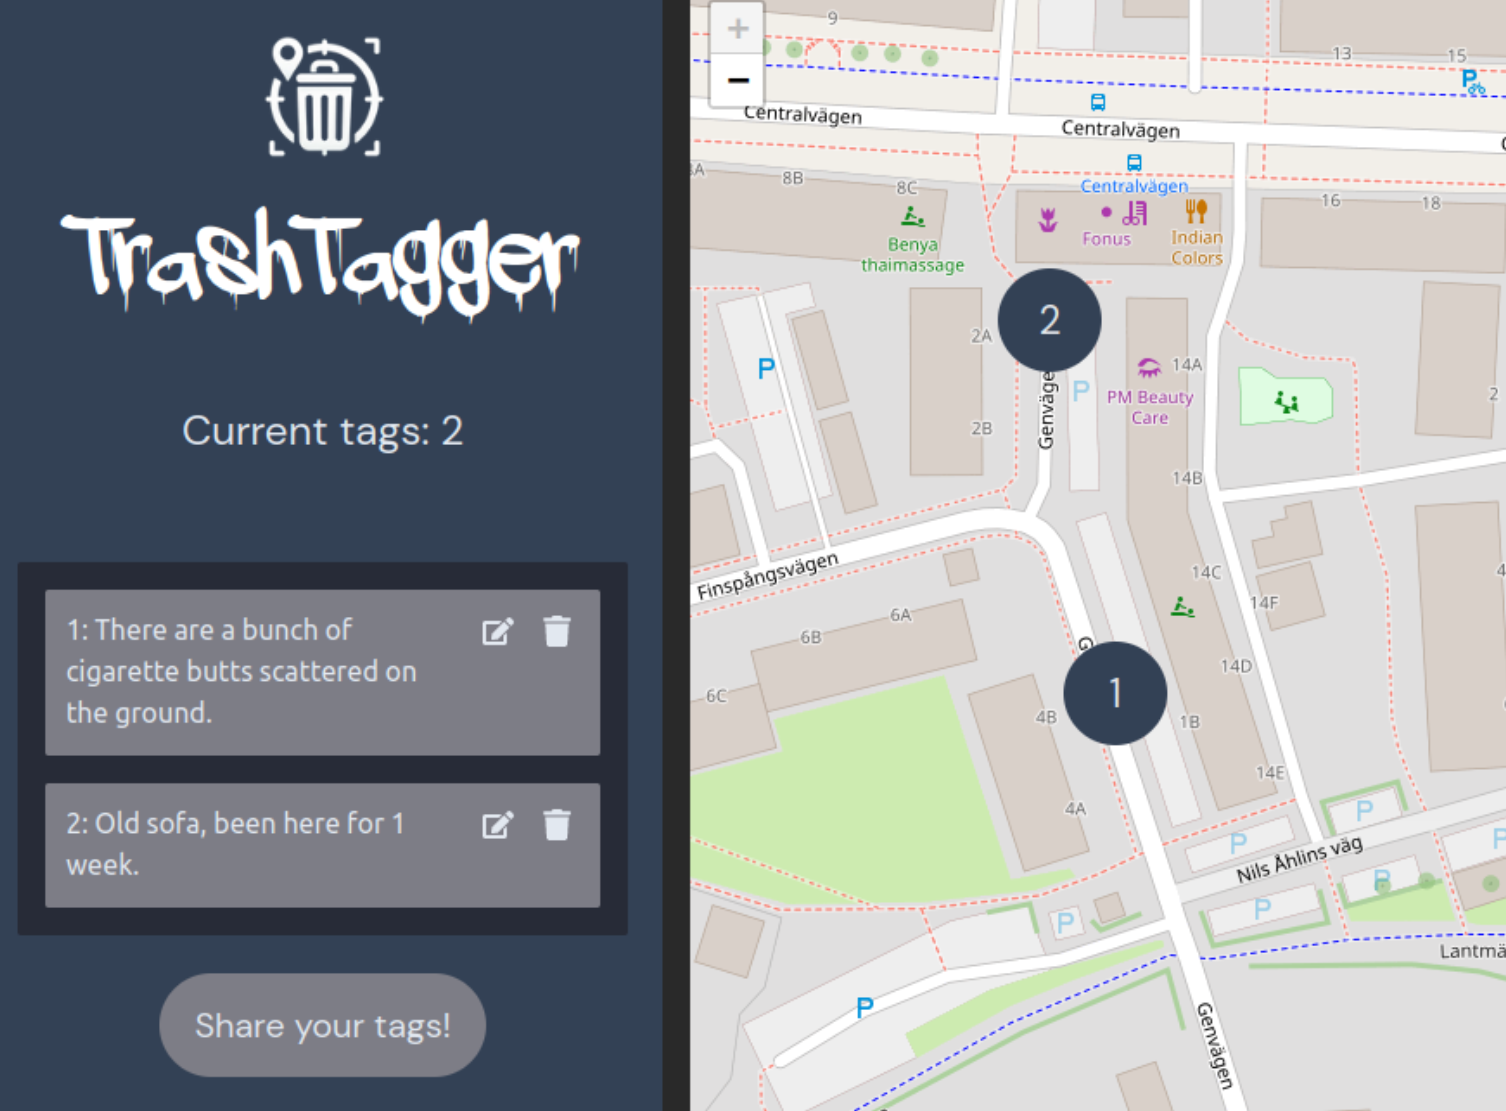 TrashTagger
Current tags: 2
1: There are a bunch of
cigarette butts scattered on
the ground.
2: Old sofa, been here for 1
week.
Share your tags!
+
−
9
13
15
P
Centralvägen
Centralvägen
Centralvägen
8B
8C
16
18
Benya
thaimassage
Fonus
Indian
Colors
2
2A
14A
P
P
PM Beauty
Care
2
Genväge
2B
14B
Finspångsvägen
14C
14F
6A
6B
6C
14D
1
4B
1B
14E
4A
P
P
P
Nils Åhlins väg
P
P
P
Lantmä
P
Genvägen